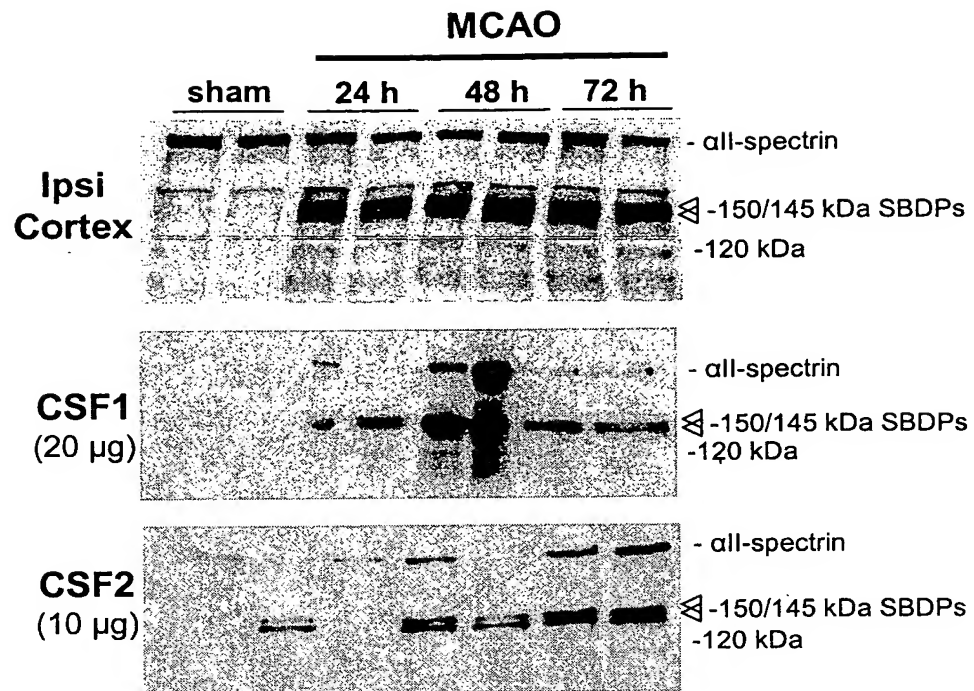 MCAO
sham 24 h 48 h 72 h
Ipsi
Cortex
- αII-spectrin
-150/145 kDa SBDPs
-120 kDa
CSF1
(20 µg)
- αII-spectrin
-150/145 kDa SBDPs
-120 kDa
CSF2
(10 µg)
- αII-spectrin
-150/145 kDa SBDPs
-120 kDa